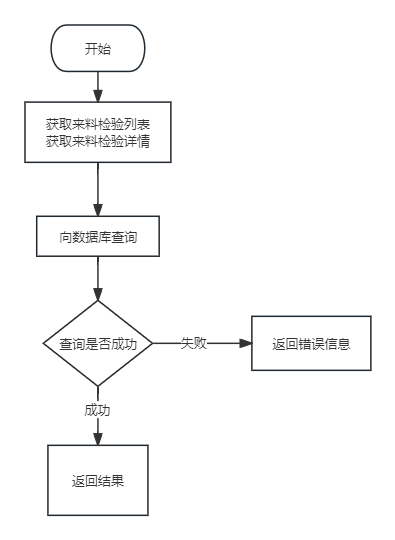 开始
获取来料检验列表
获取来料检验详情
向数据库查询
查询是否成功
失败
返回错误信息
成功
返回结果